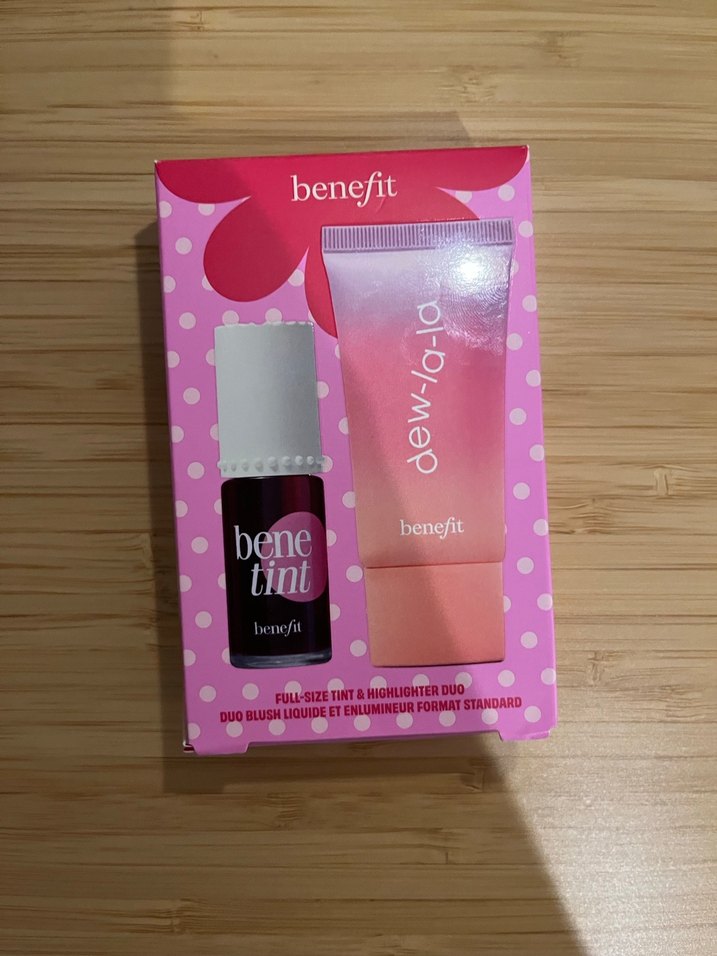 benefit
dew-la-la
benefit
bene
tint
benefit
FULL-SIZE TINT & HIGHLIGHTER DUO
DUO BLUSH LIQUIDE ET ENLUMINEUR FORMAT STANDARD